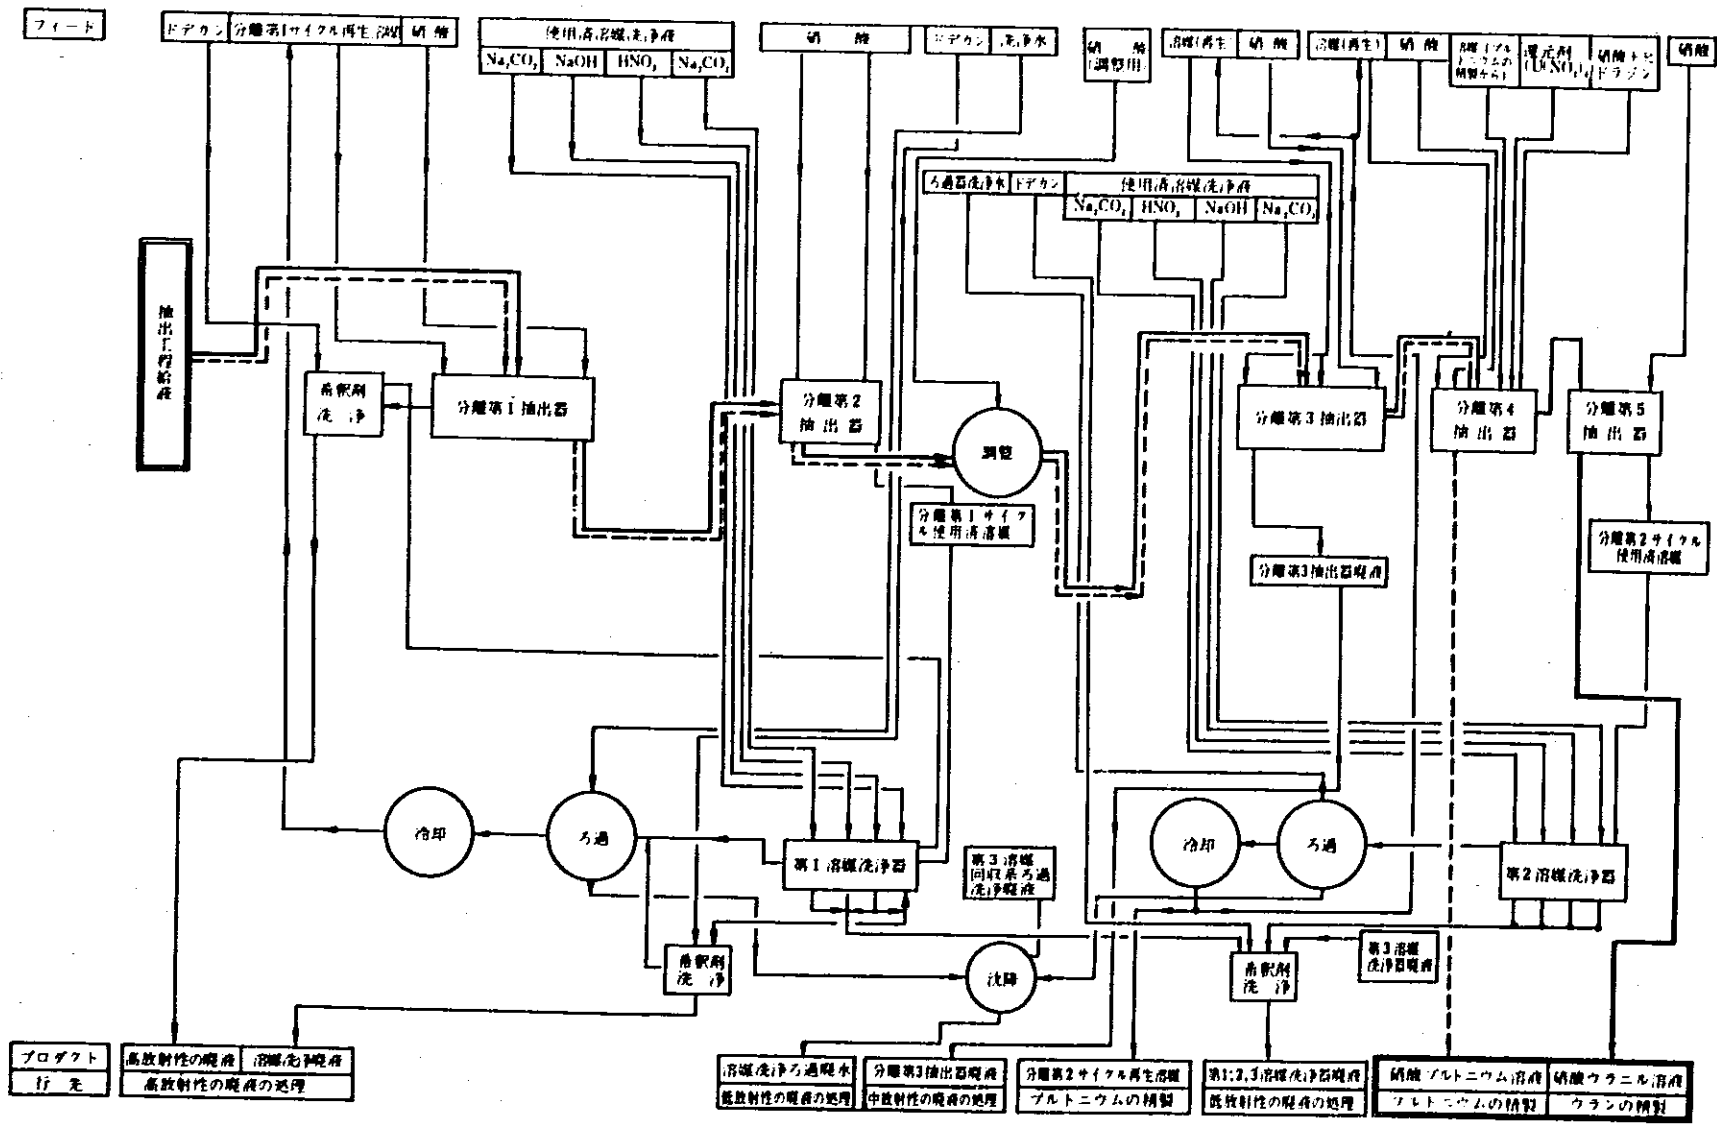 フィード
ドデカン
分離第1サイクル再生溶媒
硝酸
使用済溶媒洗浄液
Na₂CO₃
NaOH
HNO₃
Na₂CO₃
硝酸
ドデカン
洗浄水
硝酸
(調整用)
溶媒(再生)
硝酸
溶媒(再生)
硝酸
溶媒(プル
トニウムの
精製から)
還元剤
(U(NO₃)₄)
硝酸+ヒ
ドラジン
硝酸
ろ過器洗浄水
ドデカン
使用済溶媒洗浄液
Na₂CO₃
HNO₃
NaOH
Na₂CO₃
抽出工程給液
希釈剤
洗浄
分離第1抽出器
分離第2
抽出器
調整
分離第3抽出器
分離第4
抽出器
分離第5
抽出器
分離第1サイク
ル使用済溶媒
分離第3抽出器廃液
分離第2サイクル
使用済溶媒
冷却
ろ過
第1溶媒洗浄器
第3溶媒
回収系ろ過
洗浄廃液
冷却
ろ過
第2溶媒洗浄器
希釈剤
洗浄
沈降
希釈剤
洗浄
第3溶媒
洗浄器廃液
プロダクト
行先
高放射性の廃液
溶媒洗浄廃液
高放射性の廃液の処理
溶媒洗浄ろ過廃水
低放射性の廃液の処理
分離第3抽出器廃液
中放射性の廃液の処理
分離第2サイクル再生溶媒
プルトニウムの精製
第1,2,3溶媒洗浄器廃液
低放射性の廃液の処理
硝酸プルトニウム溶液
プルトニウムの精製
硝酸ウラニル溶液
ウランの精製